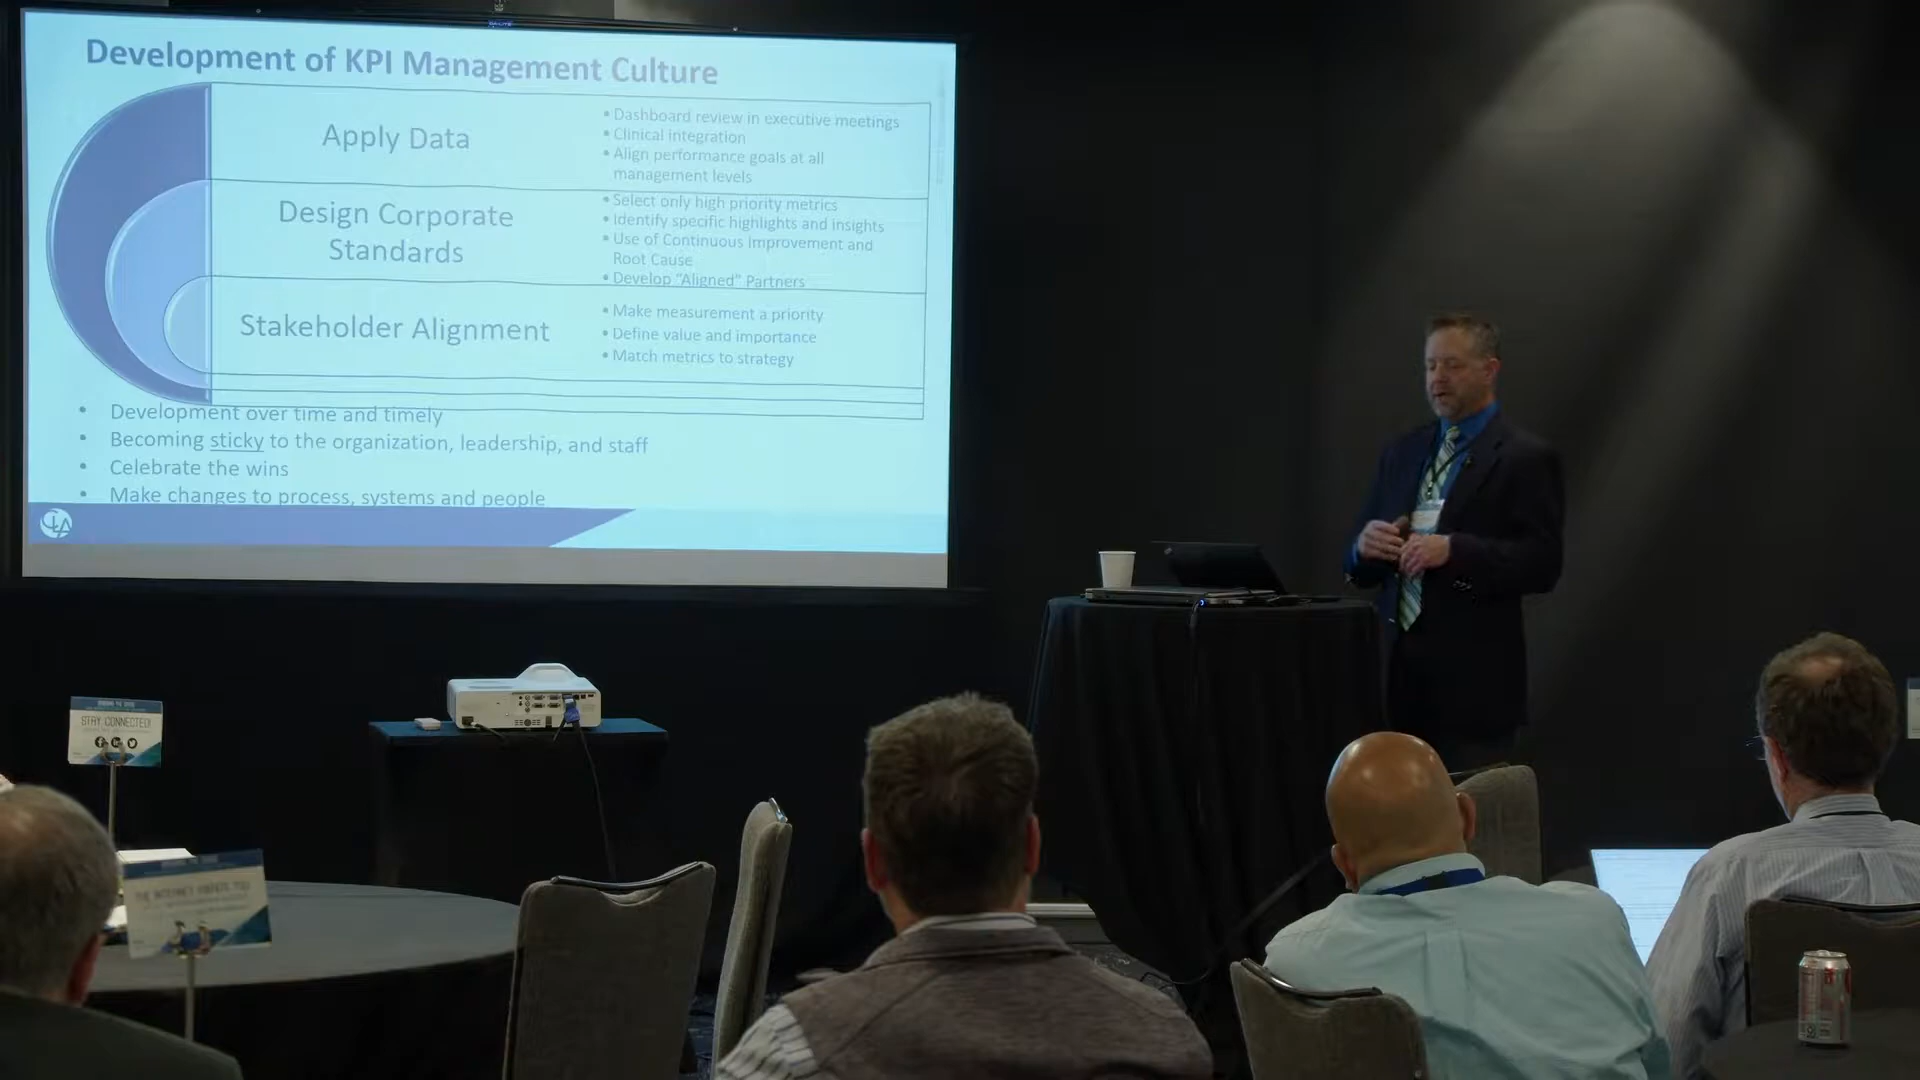 Development of KPI Management Culture
Apply Data
• Dashboard review in executive meetings
• Clinical integration
• Align performance goals at all
management levels
Design Corporate
Standards
• Select only high priority metrics
• Identify specific highlights and insights
• Use of Continuous Improvement and
Root Cause
• Develop “Aligned” Partners
Stakeholder Alignment
• Make measurement a priority
• Define value and importance
• Match metrics to strategy
• Development over time and timely
• Becoming sticky to the organization, leadership, and staff
• Celebrate the wins
• Make changes to process, systems and people
CLA
STAY CONNECTED!